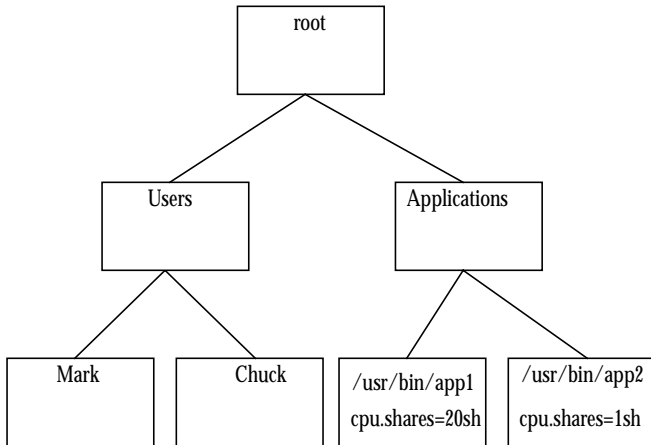 root
Users
Applications
Mark
Chuck
/usr/bin/app1
cpu.shares=20sh
/usr/bin/app2
cpu.shares=1sh